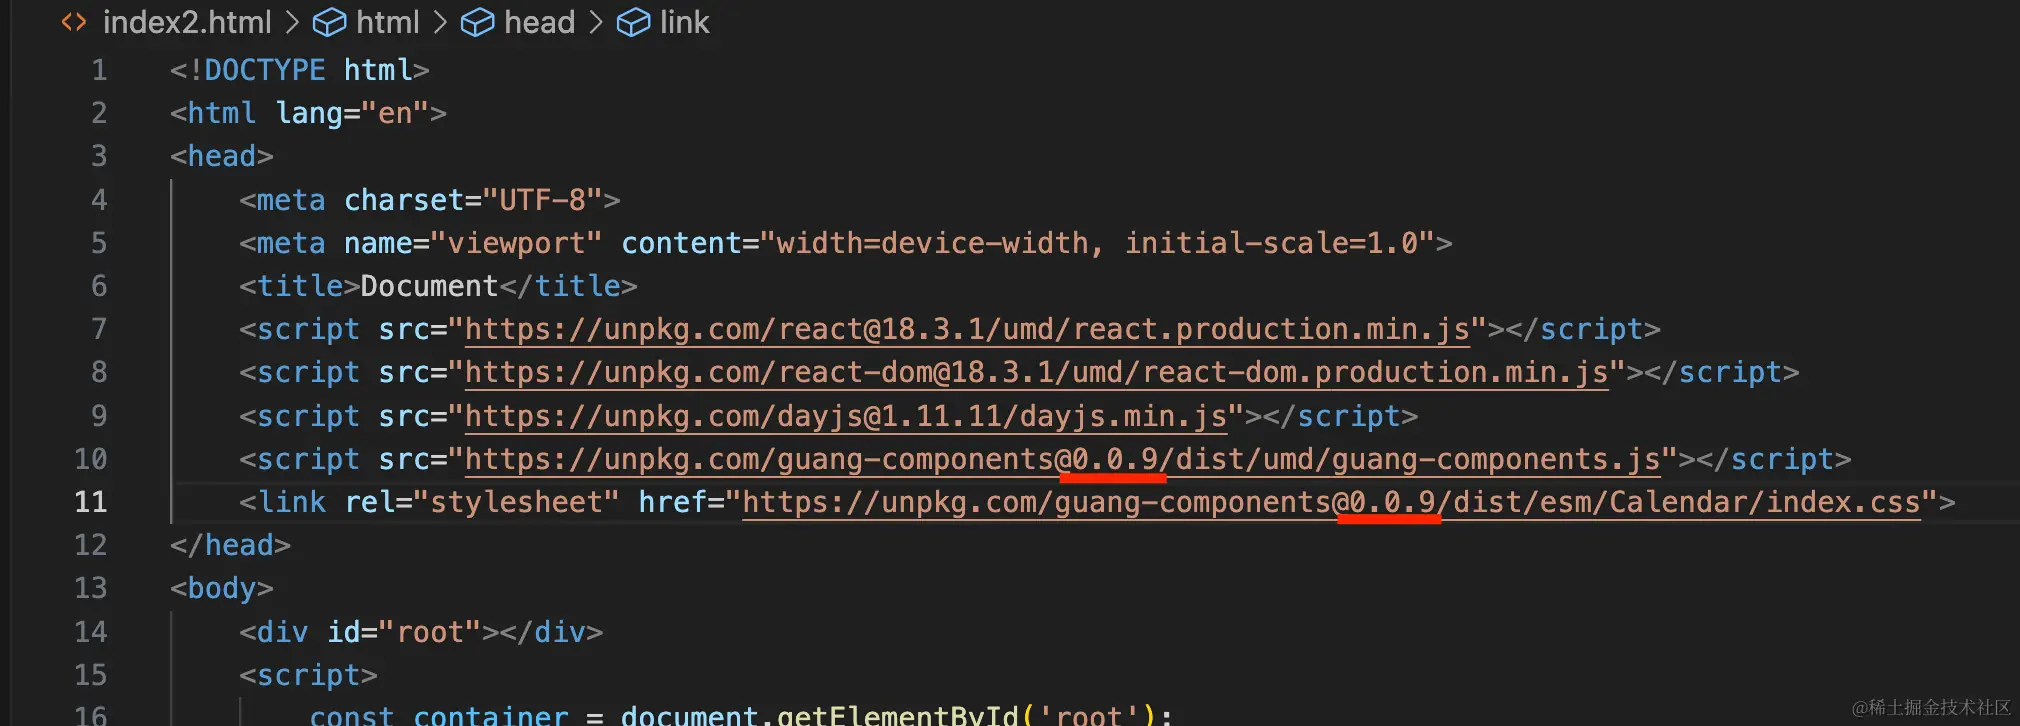 index2.html > html > head > link
1 <!DOCTYPE html>
2 <html lang="en">
3 <head>
4 <meta charset="UTF-8">
5 <meta name="viewport" content="width=device-width, initial-scale=1.0">
6 <title>Document</title>
7 <script src="https://unpkg.com/react@18.3.1/umd/react.production.min.js"></script>
8 <script src="https://unpkg.com/react-dom@18.3.1/umd/react-dom.production.min.js"></script>
9 <script src="https://unpkg.com/dayjs@1.11.11/dayjs.min.js"></script>
10 <script src="https://unpkg.com/guang-components@0.0.9/dist/umd/guang-components.js"></script>
11 <link rel="stylesheet" href="https://unpkg.com/guang-components@0.0.9/dist/esm/Calendar/index.css">
12 </head>
13 <body>
14 <div id="root"></div>
15 <script>
16 const container = document.getElementById('root');
@稀土掘金技术社区